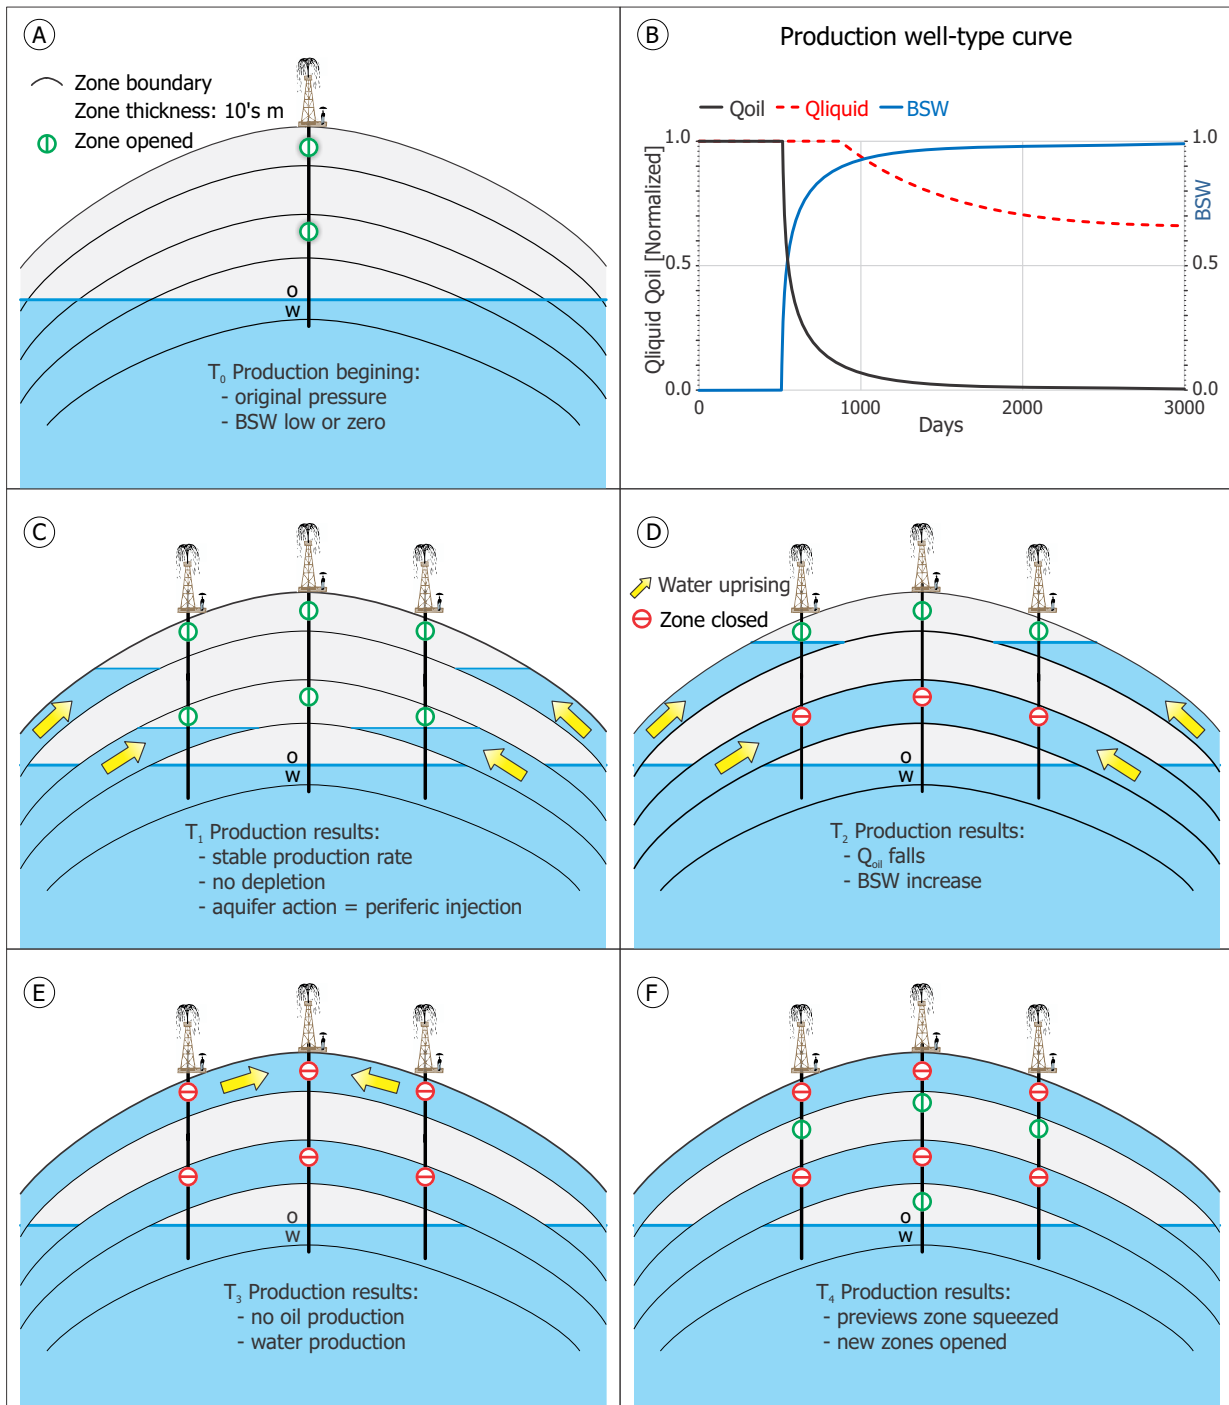 A
Zone boundary
Zone thickness: 10's m
Zone opened
O
W
T₀ Production begining:
- original pressure
- BSW low or zero
B
Production well-type curve
Qoil
Qliquid
BSW
1.0
0.5
0.0
Qliquid Qoil [Normalized]
1.0
0.5
0.0
BSW
0
1000
2000
3000
Days
C
O
W
T₁ Production results:
- stable production rate
- no depletion
- aquifer action = periferic injection
D
Water uprising
Zone closed
O
W
T₂ Production results:
- Qoil falls
- BSW increase
E
O
W
T₃ Production results:
- no oil production
- water production
F
O
W
T₄ Production results:
- previews zone squeezed
- new zones opened